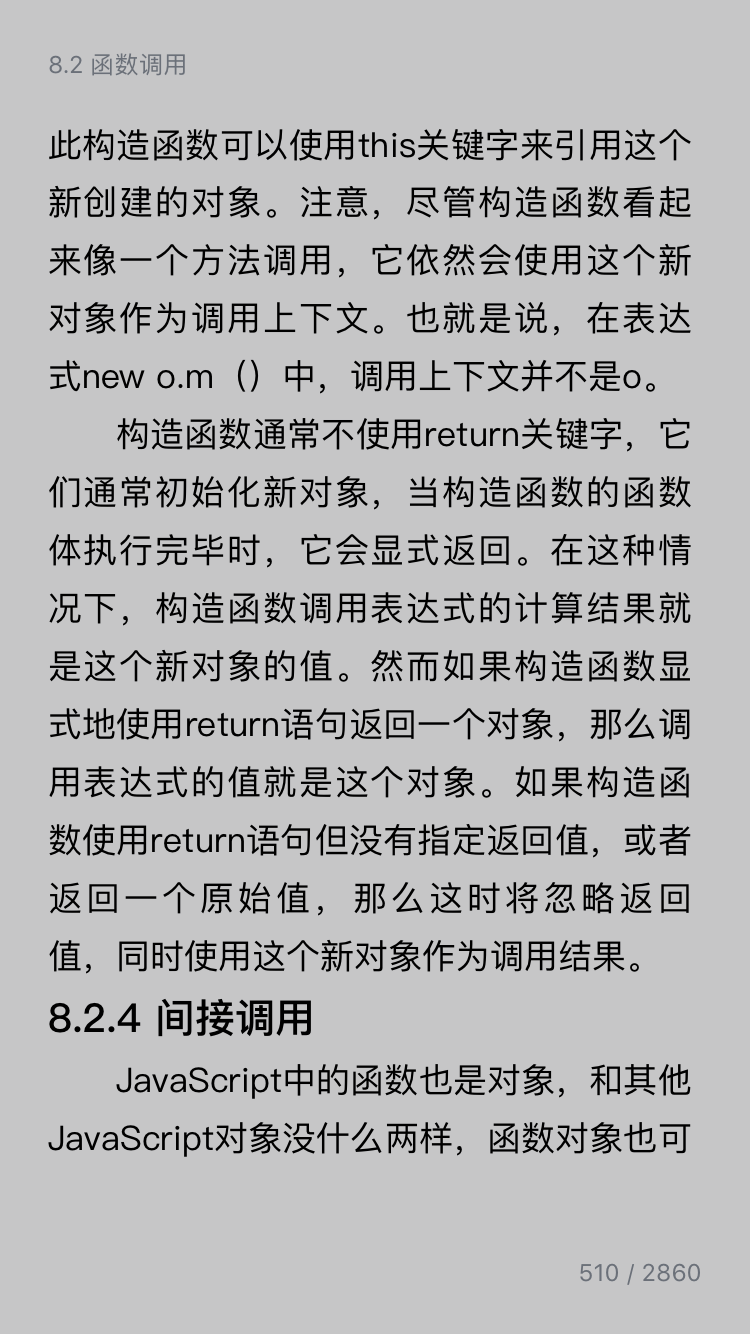 8.2 函数调用
此构造函数可以使用this关键字来引用这个
新创建的对象。注意，尽管构造函数看起
来像一个方法调用，它依然会使用这个新
对象作为调用上下文。也就是说，在表达
式new o.m（）中，调用上下文并不是o。
构造函数通常不使用return关键字，它
们通常初始化新对象，当构造函数的函数
体执行完毕时，它会显式返回。在这种情
况下，构造函数调用表达式的计算结果就
是这个新对象的值。然而如果构造函数显
式地使用return语句返回一个对象，那么调
用表达式的值就是这个对象。如果构造函
数使用return语句但没有指定返回值，或者
返回一个原始值，那么这时将忽略返回
值，同时使用这个新对象作为调用结果。
8.2.4 间接调用
JavaScript中的函数也是对象，和其他
JavaScript对象没什么两样，函数对象也可
510 / 2860